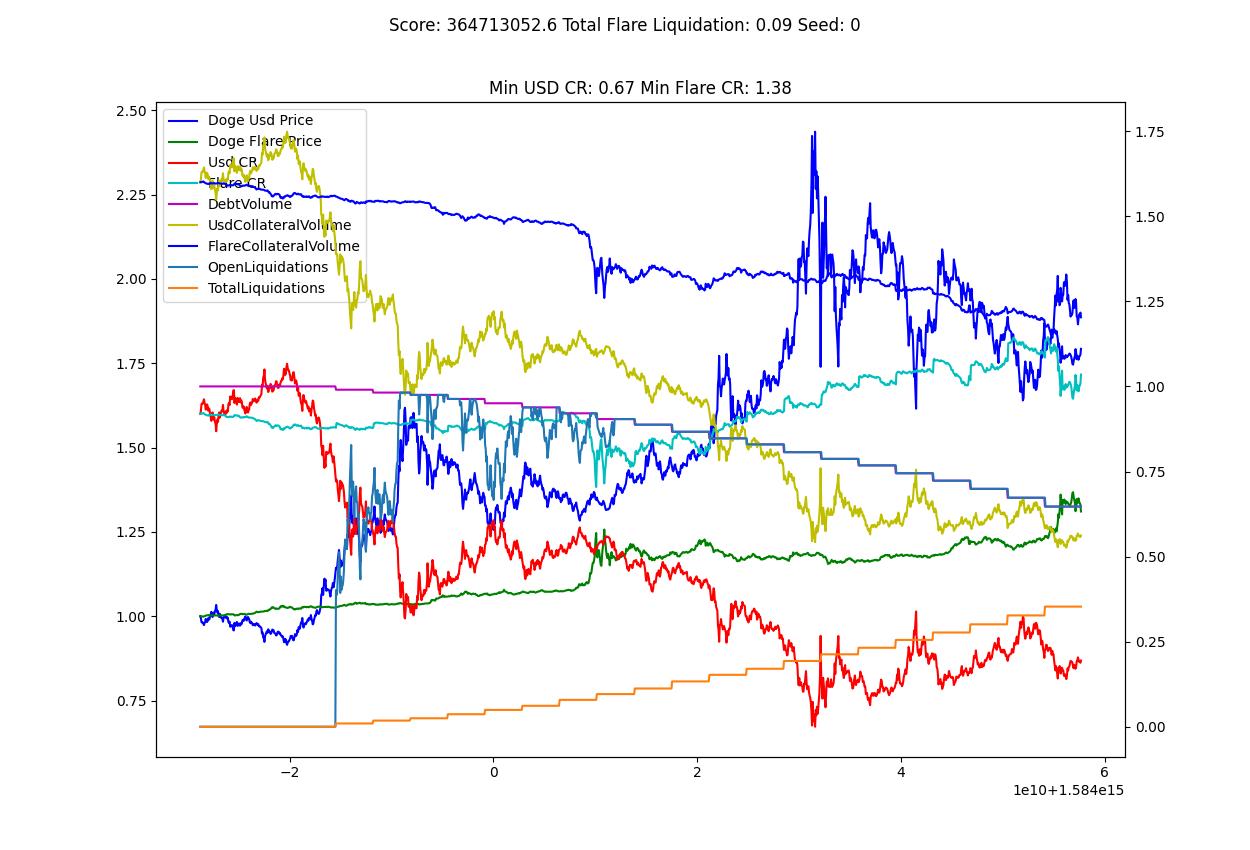 Score: 364713052.6 Total Flare Liquidation: 0.09 Seed: 0
Min USD CR: 0.67 Min Flare CR: 1.38
2.50
2.25
2.00
1.75
1.50
1.25
1.00
0.75
Doge Usd Price
Doge Flare Price
Usd CR
Flare CR
DebtVolume
UsdCollateralVolume
FlareCollateralVolume
OpenLiquidations
TotalLiquidations
1.75
1.50
1.25
1.00
0.75
0.50
0.25
0.00
−2
0
2
4
6
1e10+1.584e15